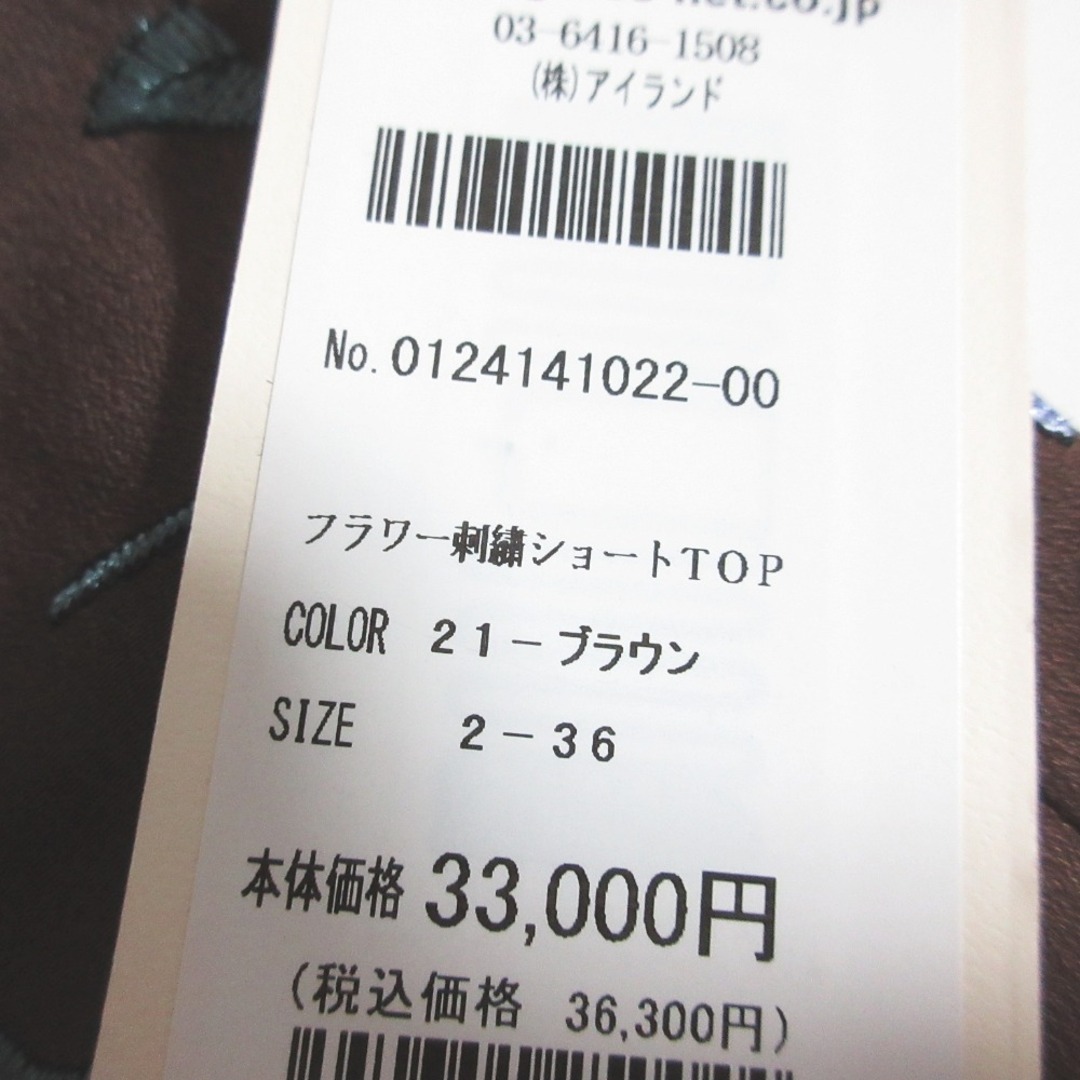 03-6416-1508
(株)アイランド
No.0124141022-00
フラワー刺繍ショートTOP
COLOR 21-ブラウン
SIZE 2-36
本体価格 33,000円
(税込価格 36,300円)